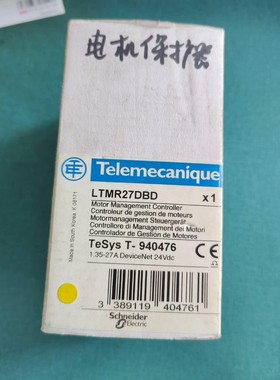 电机保护器
Telemecanique
LTMR27DBD x1
Motor Management Controller
Contrôleur de gestion de moteurs
Motormanagement Steuergerät
Controllore di Management dei Motori
Controlador de Gestión de Motores
TeSys T- 940476
1.35-27A DeviceNet 24Vdc
CE
3 389119 404761
Schneider
Electric
Made in South Korea K 28171